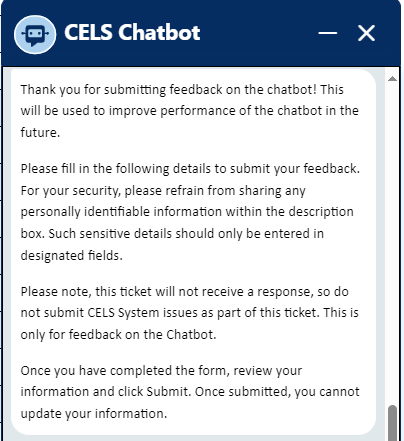 CELS Chatbot
Thank you for submitting feedback on the chatbot! This
will be used to improve performance of the chatbot in the
future.
Please fill in the following details to submit your feedback.
For your security, please refrain from sharing any
personally identifiable information within the description
box. Such sensitive details should only be entered in
designated fields.
Please note, this ticket will not receive a response, so do
not submit CELS System issues as part of this ticket. This is
only for feedback on the Chatbot.
Once you have completed the form, review your
information and click Submit. Once submitted, you cannot
update your information.